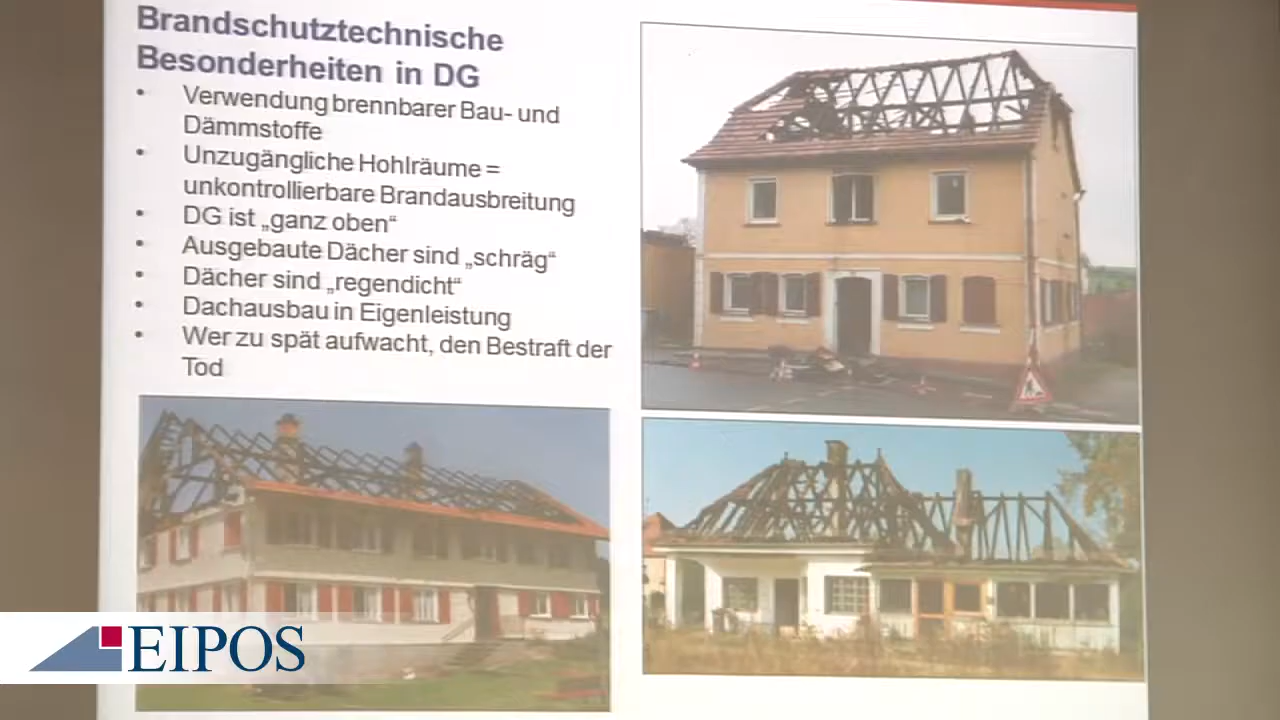 Brandschutztechnische
Besonderheiten in DG
• Verwendung brennbarer Bau- und
Dämmstoffe
• Unzugängliche Hohlräume =
unkontrollierbare Brandausbreitung
• DG ist „ganz oben“
• Ausgebaute Dächer sind „schräg“
• Dächer sind „regendicht“
• Dachausbau in Eigenleistung
• Wer zu spät aufwacht, den Bestraft der
Tod
EIPOS